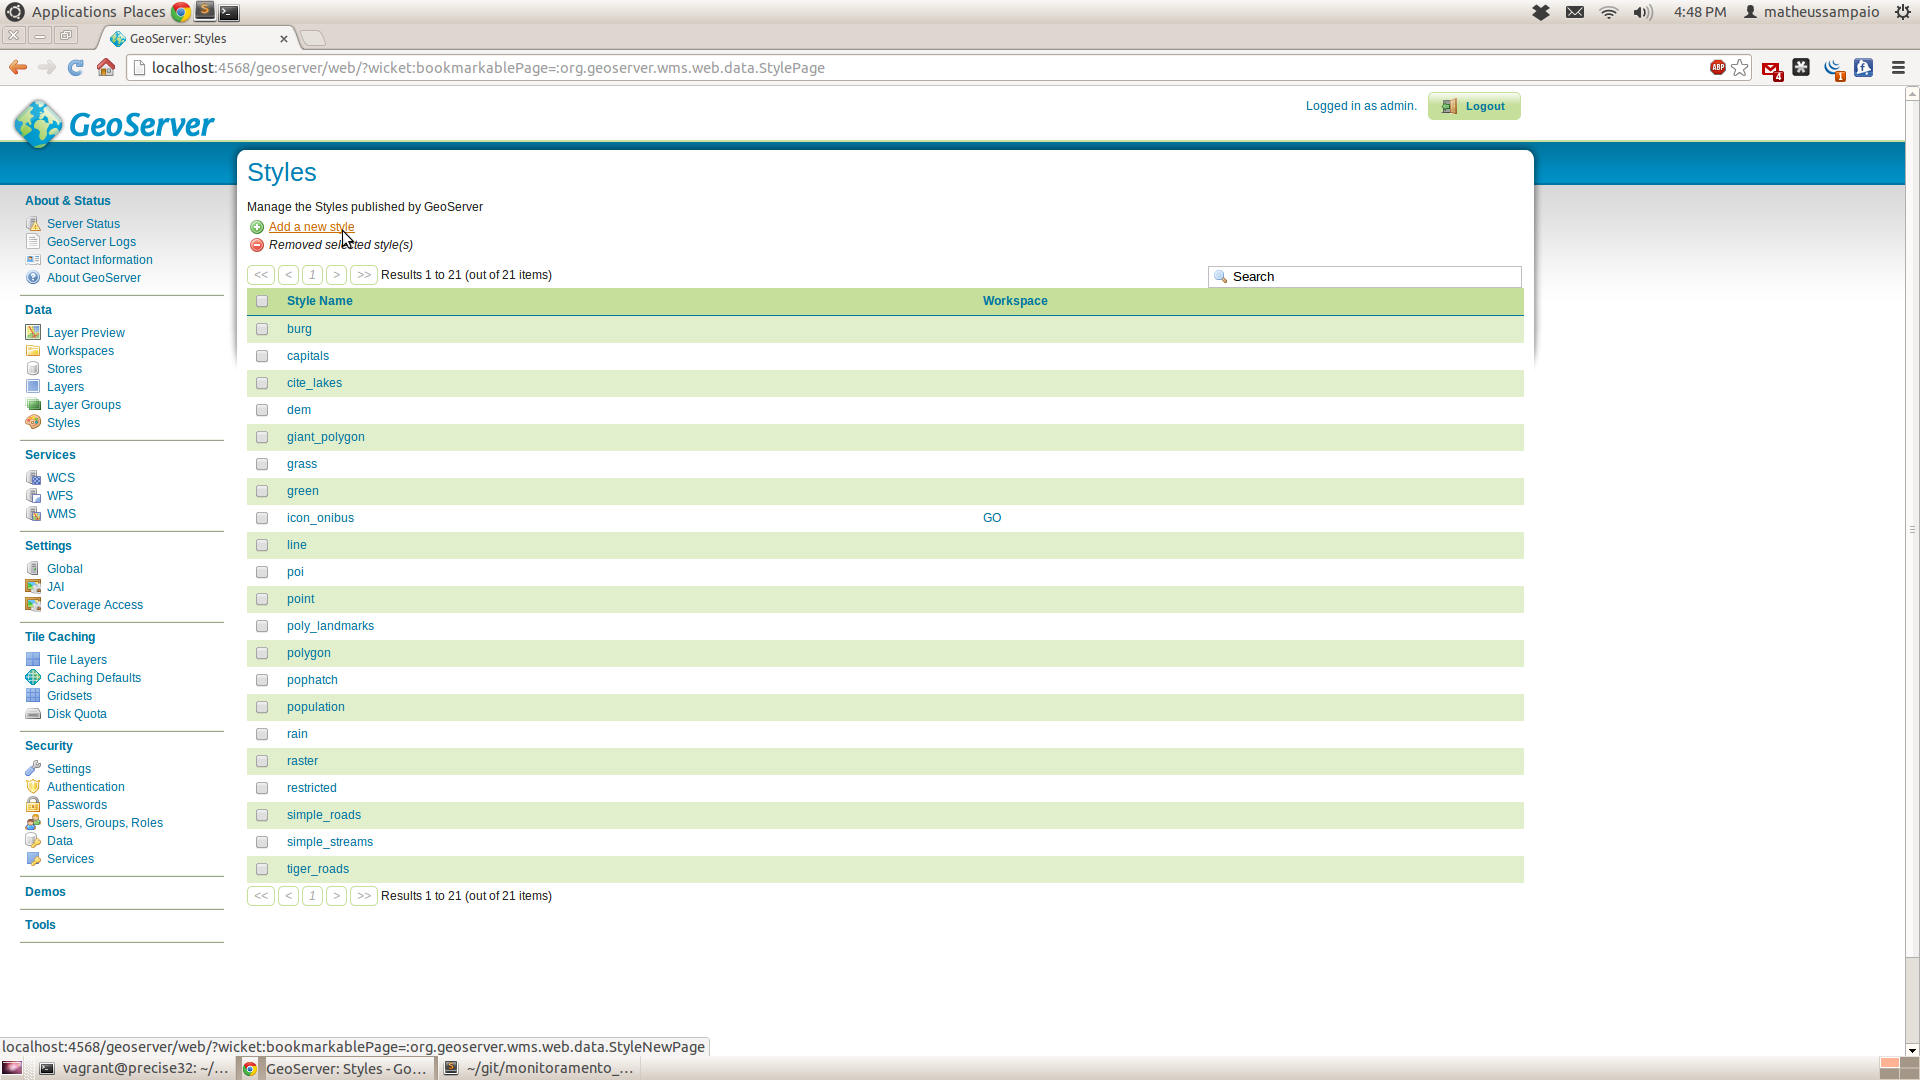 Applications Places
4:48 PM matheussampaio
GeoServer: Styles
localhost:4568/geoserver/web/?wicket:bookmarkablePage=:org.geoserver.wms.web.data.StylePage
ABP
4
1
GeoServer
Logged in as admin.
Logout
Styles
Manage the Styles published by GeoServer
Add a new style
Removed selected style(s)
<< < 1 > >> Results 1 to 21 (out of 21 items)
Search
Style Name Workspace
burg
capitals
cite_lakes
dem
giant_polygon
grass
green
icon_onibus GO
line
poi
point
poly_landmarks
polygon
pophatch
population
rain
raster
restricted
simple_roads
simple_streams
tiger_roads
<< < 1 > >> Results 1 to 21 (out of 21 items)
About & Status
Server Status
GeoServer Logs
Contact Information
About GeoServer
Data
Layer Preview
Workspaces
Stores
Layers
Layer Groups
Styles
Services
WCS
WFS
WMS
Settings
Global
JAI
Coverage Access
Tile Caching
Tile Layers
Caching Defaults
Gridsets
Disk Quota
Security
Settings
Authentication
Passwords
Users, Groups, Roles
Data
Services
Demos
Tools
localhost:4568/geoserver/web/?wicket:bookmarkablePage=:org.geoserver.wms.web.data.StyleNewPage
vagrant@precise32: ~/...
GeoServer: Styles - Go...
~/git/monitoramento_...